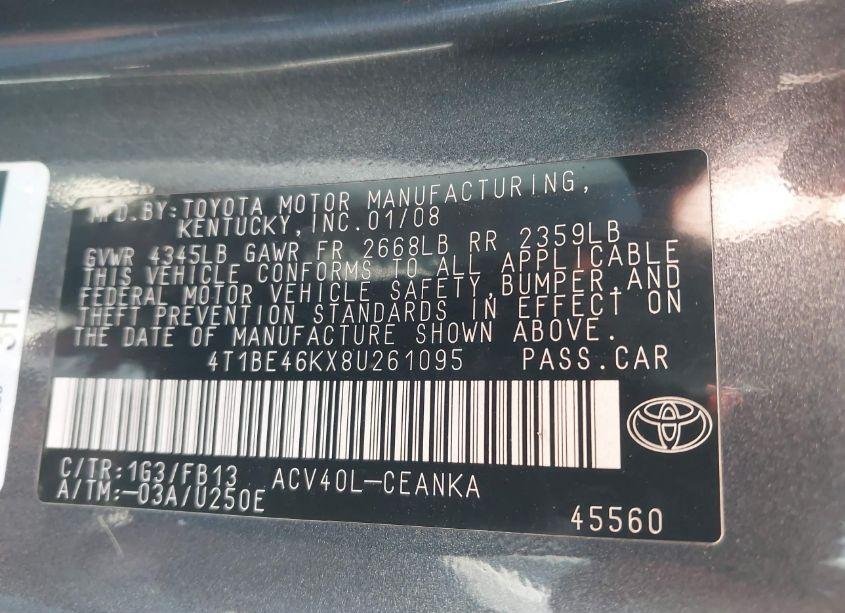 MFD.BY:TOYOTA MOTOR MANUFACTURING,
KENTUCKY,INC.01/08
GVWR 4345LB GAWR FR 2668LB RR 2359LB
THIS VEHICLE CONFORMS TO ALL APPLICABLE
FEDERAL MOTOR VEHICLE SAFETY,BUMPER,AND
THEFT PREVENTION STANDARDS IN EFFECT ON
THE DATE OF MANUFACTURE SHOWN ABOVE.
4T1BE46KX8U261095 PASS.CAR
C/TR:1G3/FB13 ACV40L-CEANKA
A/TM:-03A/U250E
45560